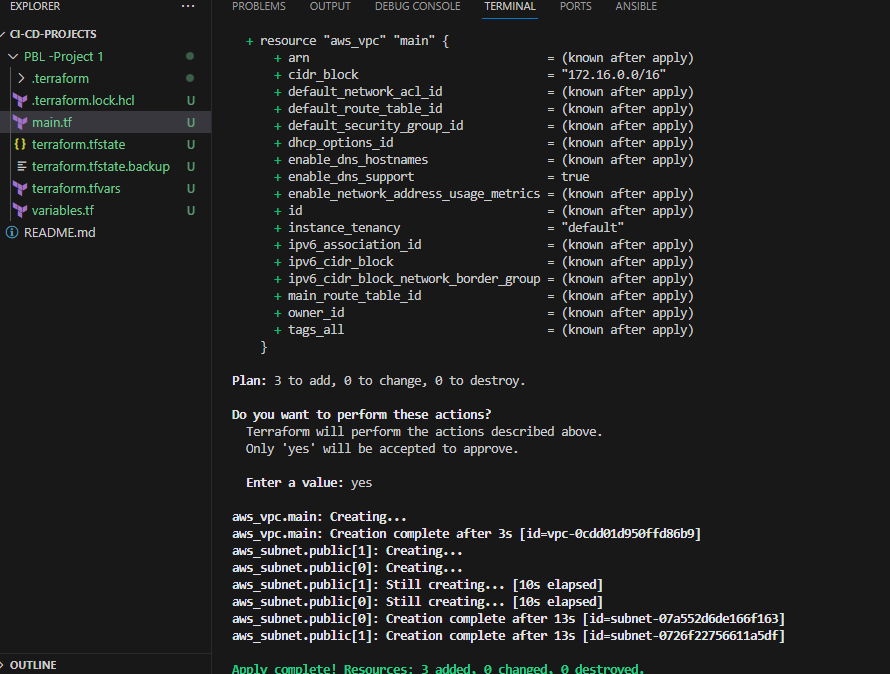 EXPLORER ...
CI-CD-PROJECTS
PBL -Project 1
.terraform
.terraform.lock.hcl U
main.tf U
{} terraform.tfstate U
terraform.tfstate.backup U
terraform.tfvars U
variables.tf U
README.md
OUTLINE
PROBLEMS OUTPUT DEBUG CONSOLE TERMINAL PORTS ANSIBLE
+ resource "aws_vpc" "main" {
+ arn = (known after apply)
+ cidr_block = "172.16.0.0/16"
+ default_network_acl_id = (known after apply)
+ default_route_table_id = (known after apply)
+ default_security_group_id = (known after apply)
+ dhcp_options_id = (known after apply)
+ enable_dns_hostnames = (known after apply)
+ enable_dns_support = true
+ enable_network_address_usage_metrics = (known after apply)
+ id = (known after apply)
+ instance_tenancy = "default"
+ ipv6_association_id = (known after apply)
+ ipv6_cidr_block = (known after apply)
+ ipv6_cidr_block_network_border_group = (known after apply)
+ main_route_table_id = (known after apply)
+ owner_id = (known after apply)
+ tags_all = (known after apply)
}
Plan: 3 to add, 0 to change, 0 to destroy.
Do you want to perform these actions?
Terraform will perform the actions described above.
Only 'yes' will be accepted to approve.
Enter a value: yes
aws_vpc.main: Creating...
aws_vpc.main: Creation complete after 3s [id=vpc-0cdd01d950ffd86b9]
aws_subnet.public[1]: Creating...
aws_subnet.public[0]: Creating...
aws_subnet.public[1]: Still creating... [10s elapsed]
aws_subnet.public[0]: Still creating... [10s elapsed]
aws_subnet.public[0]: Creation complete after 13s [id=subnet-07a552d6de166f163]
aws_subnet.public[1]: Creation complete after 13s [id=subnet-0726f22756611a5df]
Apply complete! Resources: 3 added, 0 changed, 0 destroyed.